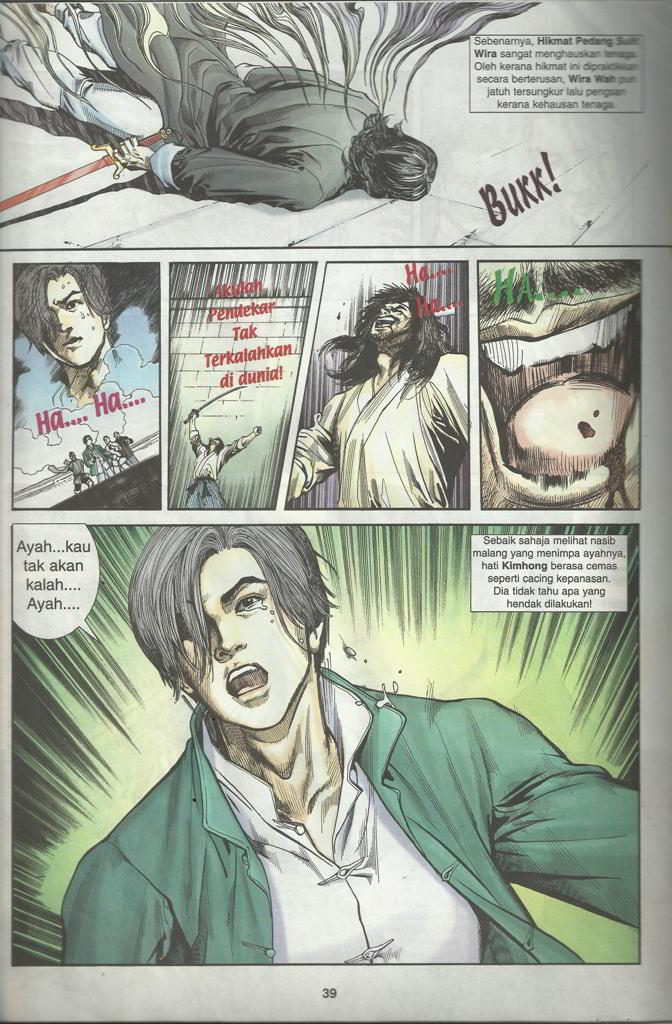 Sebenarnya, Hikmat Pedang Sulit
Wira sangat menghauskan tenaga.
Oleh kerana hikmat ini dipraktikkan
secara berterusan, Wira Wah pun
jatuh tersungkur lalu pengsan
kerana kehausan tenaga.
BUKK!
Ha.... Ha....
Akulah
Pendekar
Tak
Terkalahkan
di dunia!
Ha....
Ha....
HA....
Ayah...kau
tak akan
kalah....
Ayah....
Sebaik sahaja melihat nasib
malang yang menimpa ayahnya,
hati Kimhong berasa cemas
seperti cacing kepanasan.
Dia tidak tahu apa yang
hendak dilakukan!
39